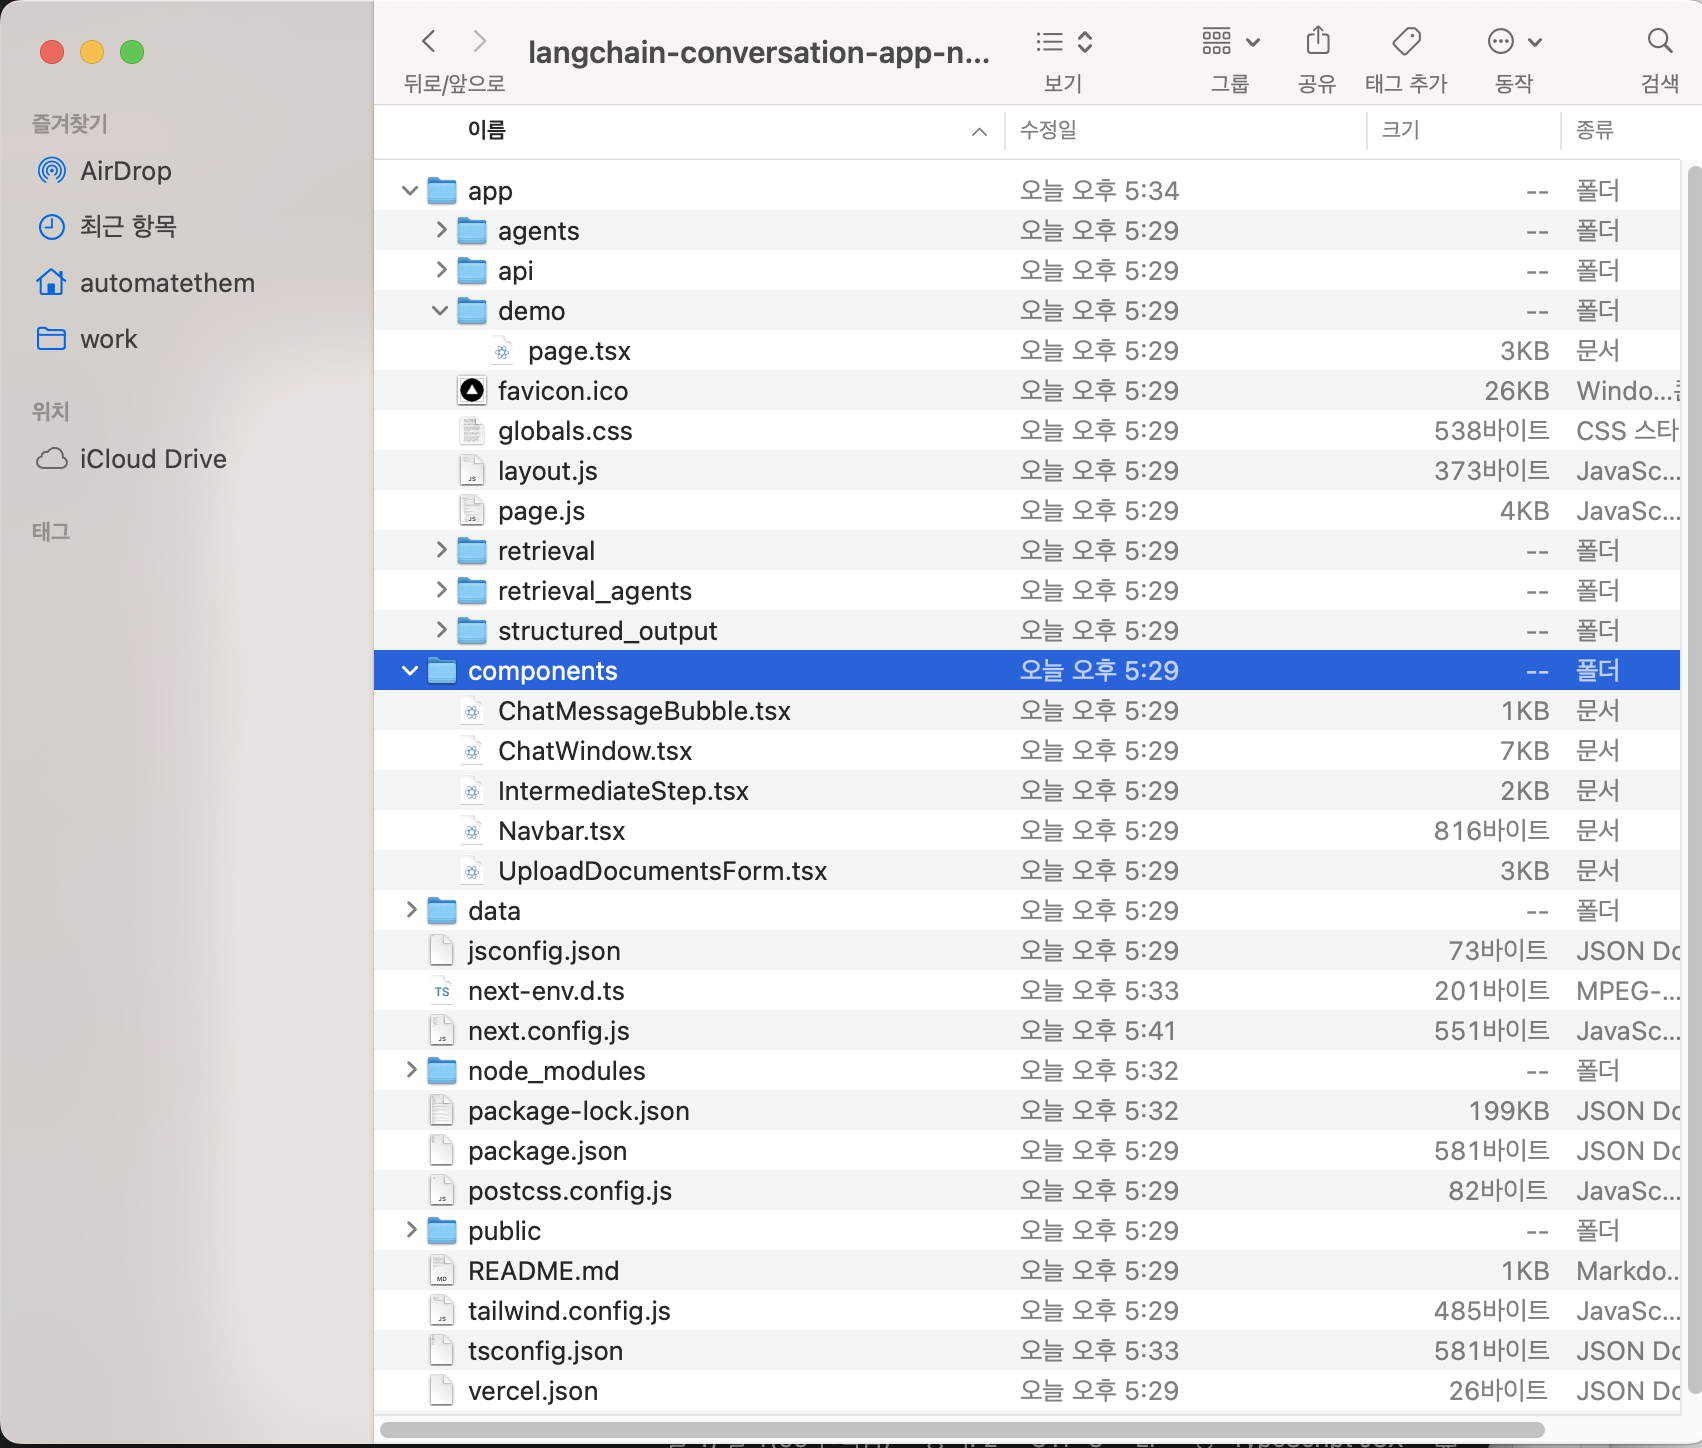 langchain-conversation-app-n...
뒤로/앞으로
보기
그룹
공유
태그 추가
동작
검색
즐겨찾기
AirDrop
최근 항목
automatethem
work
위치
iCloud Drive
태그
이름 수정일 크기 종류
app 오늘 오후 5:34 -- 폴더
agents 오늘 오후 5:29 -- 폴더
api 오늘 오후 5:29 -- 폴더
demo 오늘 오후 5:29 -- 폴더
page.tsx 오늘 오후 5:29 3KB 문서
favicon.ico 오늘 오후 5:29 26KB Windo...
globals.css 오늘 오후 5:29 538바이트 CSS 스타
layout.js 오늘 오후 5:29 373바이트 JavaSc...
page.js 오늘 오후 5:29 4KB JavaSc...
retrieval 오늘 오후 5:29 -- 폴더
retrieval_agents 오늘 오후 5:29 -- 폴더
structured_output 오늘 오후 5:29 -- 폴더
components 오늘 오후 5:29 -- 폴더
ChatMessageBubble.tsx 오늘 오후 5:29 1KB 문서
ChatWindow.tsx 오늘 오후 5:29 7KB 문서
IntermediateStep.tsx 오늘 오후 5:29 2KB 문서
Navbar.tsx 오늘 오후 5:29 816바이트 문서
UploadDocumentsForm.tsx 오늘 오후 5:29 3KB 문서
data 오늘 오후 5:29 -- 폴더
jsconfig.json 오늘 오후 5:29 73바이트 JSON Do
next-env.d.ts 오늘 오후 5:33 201바이트 MPEG-...
next.config.js 오늘 오후 5:41 551바이트 JavaSc...
node_modules 오늘 오후 5:32 -- 폴더
package-lock.json 오늘 오후 5:32 199KB JSON Do
package.json 오늘 오후 5:29 581바이트 JSON Do
postcss.config.js 오늘 오후 5:29 82바이트 JavaSc...
public 오늘 오후 5:29 -- 폴더
README.md 오늘 오후 5:29 1KB Markdo...
tailwind.config.js 오늘 오후 5:29 485바이트 JavaSc...
tsconfig.json 오늘 오후 5:33 581바이트 JSON Do
vercel.json 오늘 오후 5:29 26바이트 JSON Do